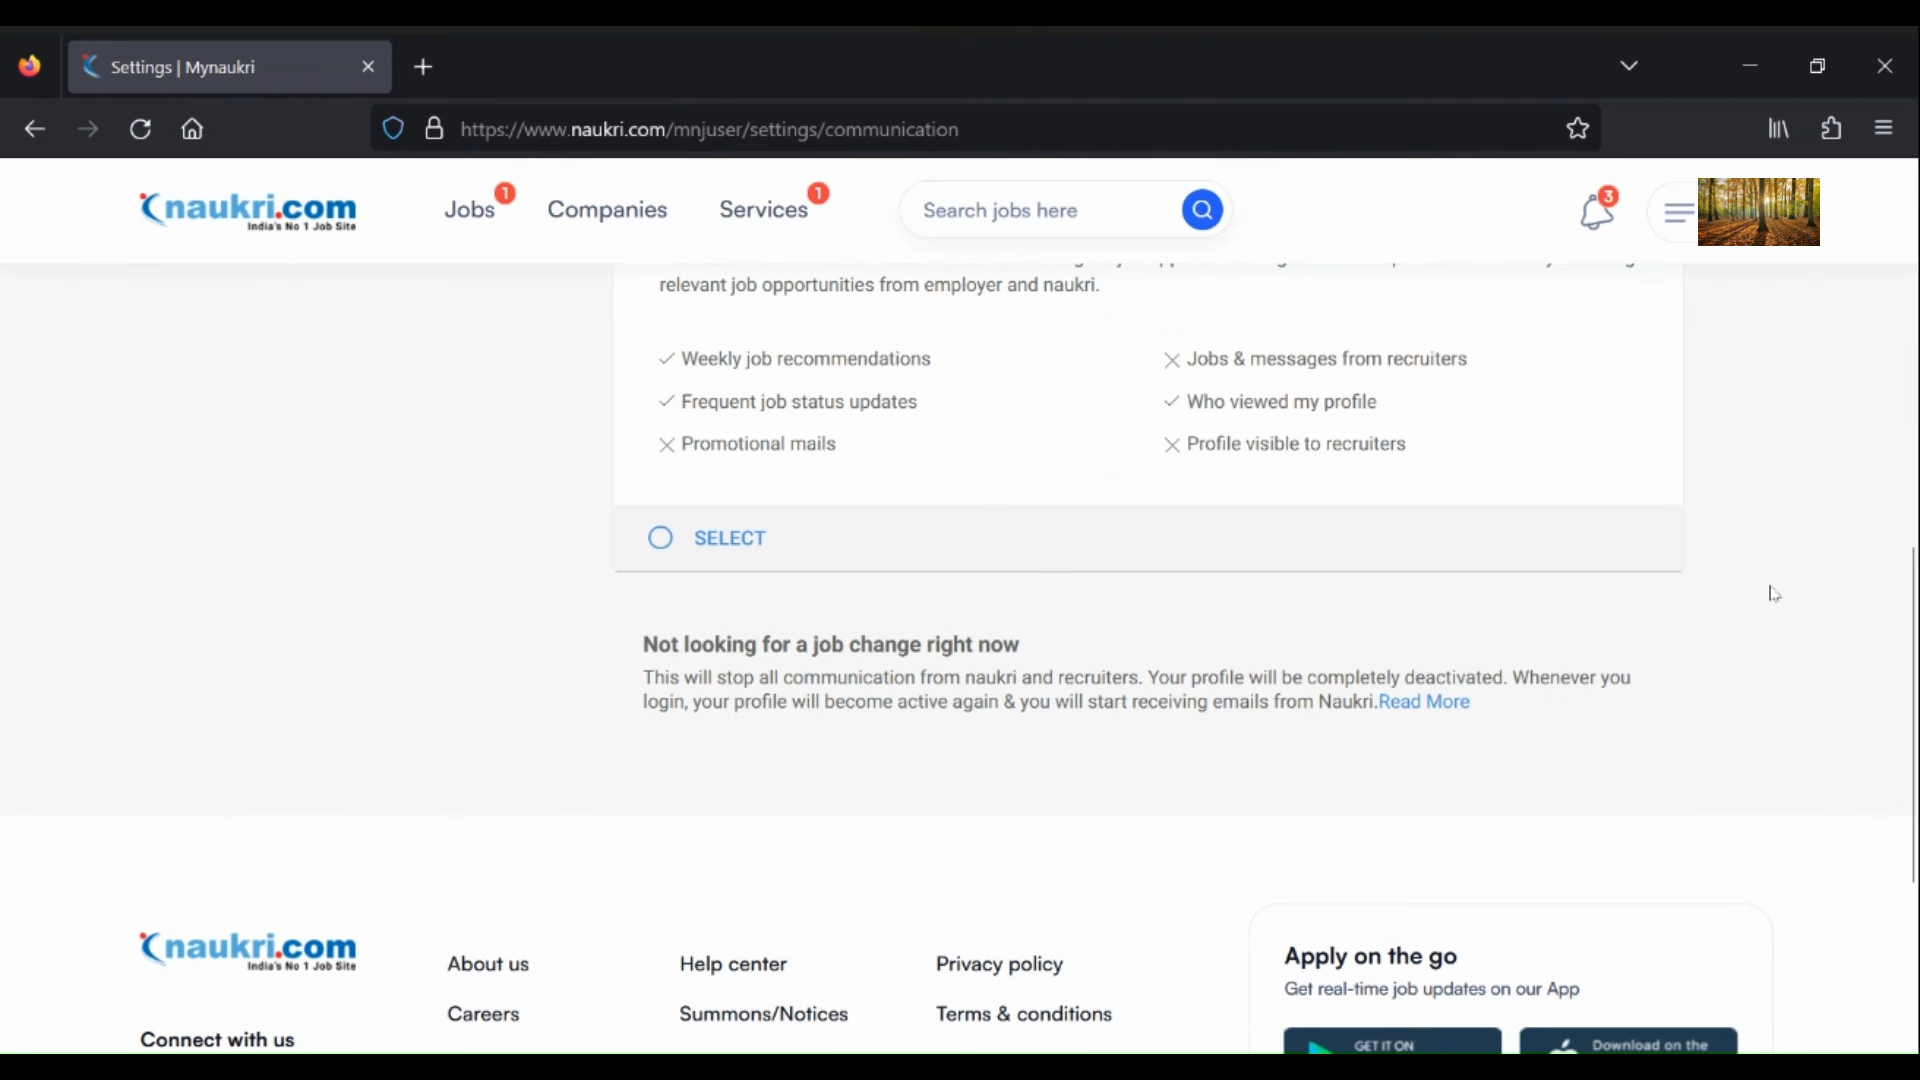 Settings | Mynaukri
https://www.naukri.com/mnjuser/settings/communication
naukri.com
India's No 1 Job Site
Jobs 1
Companies
Services 1
Search jobs here
3
relevant job opportunities from employer and naukri.
Weekly job recommendations
Jobs & messages from recruiters
Frequent job status updates
Who viewed my profile
Promotional mails
Profile visible to recruiters
SELECT
Not looking for a job change right now
This will stop all communication from naukri and recruiters. Your profile will be completely deactivated. Whenever you
login, your profile will become active again & you will start receiving emails from Naukri.Read More
naukri.com
India's No 1 Job Site
About us
Help center
Privacy policy
Apply on the go
Get real-time job updates on our App
Careers
Summons/Notices
Terms & conditions
Connect with us
GET IT ON
Download on the